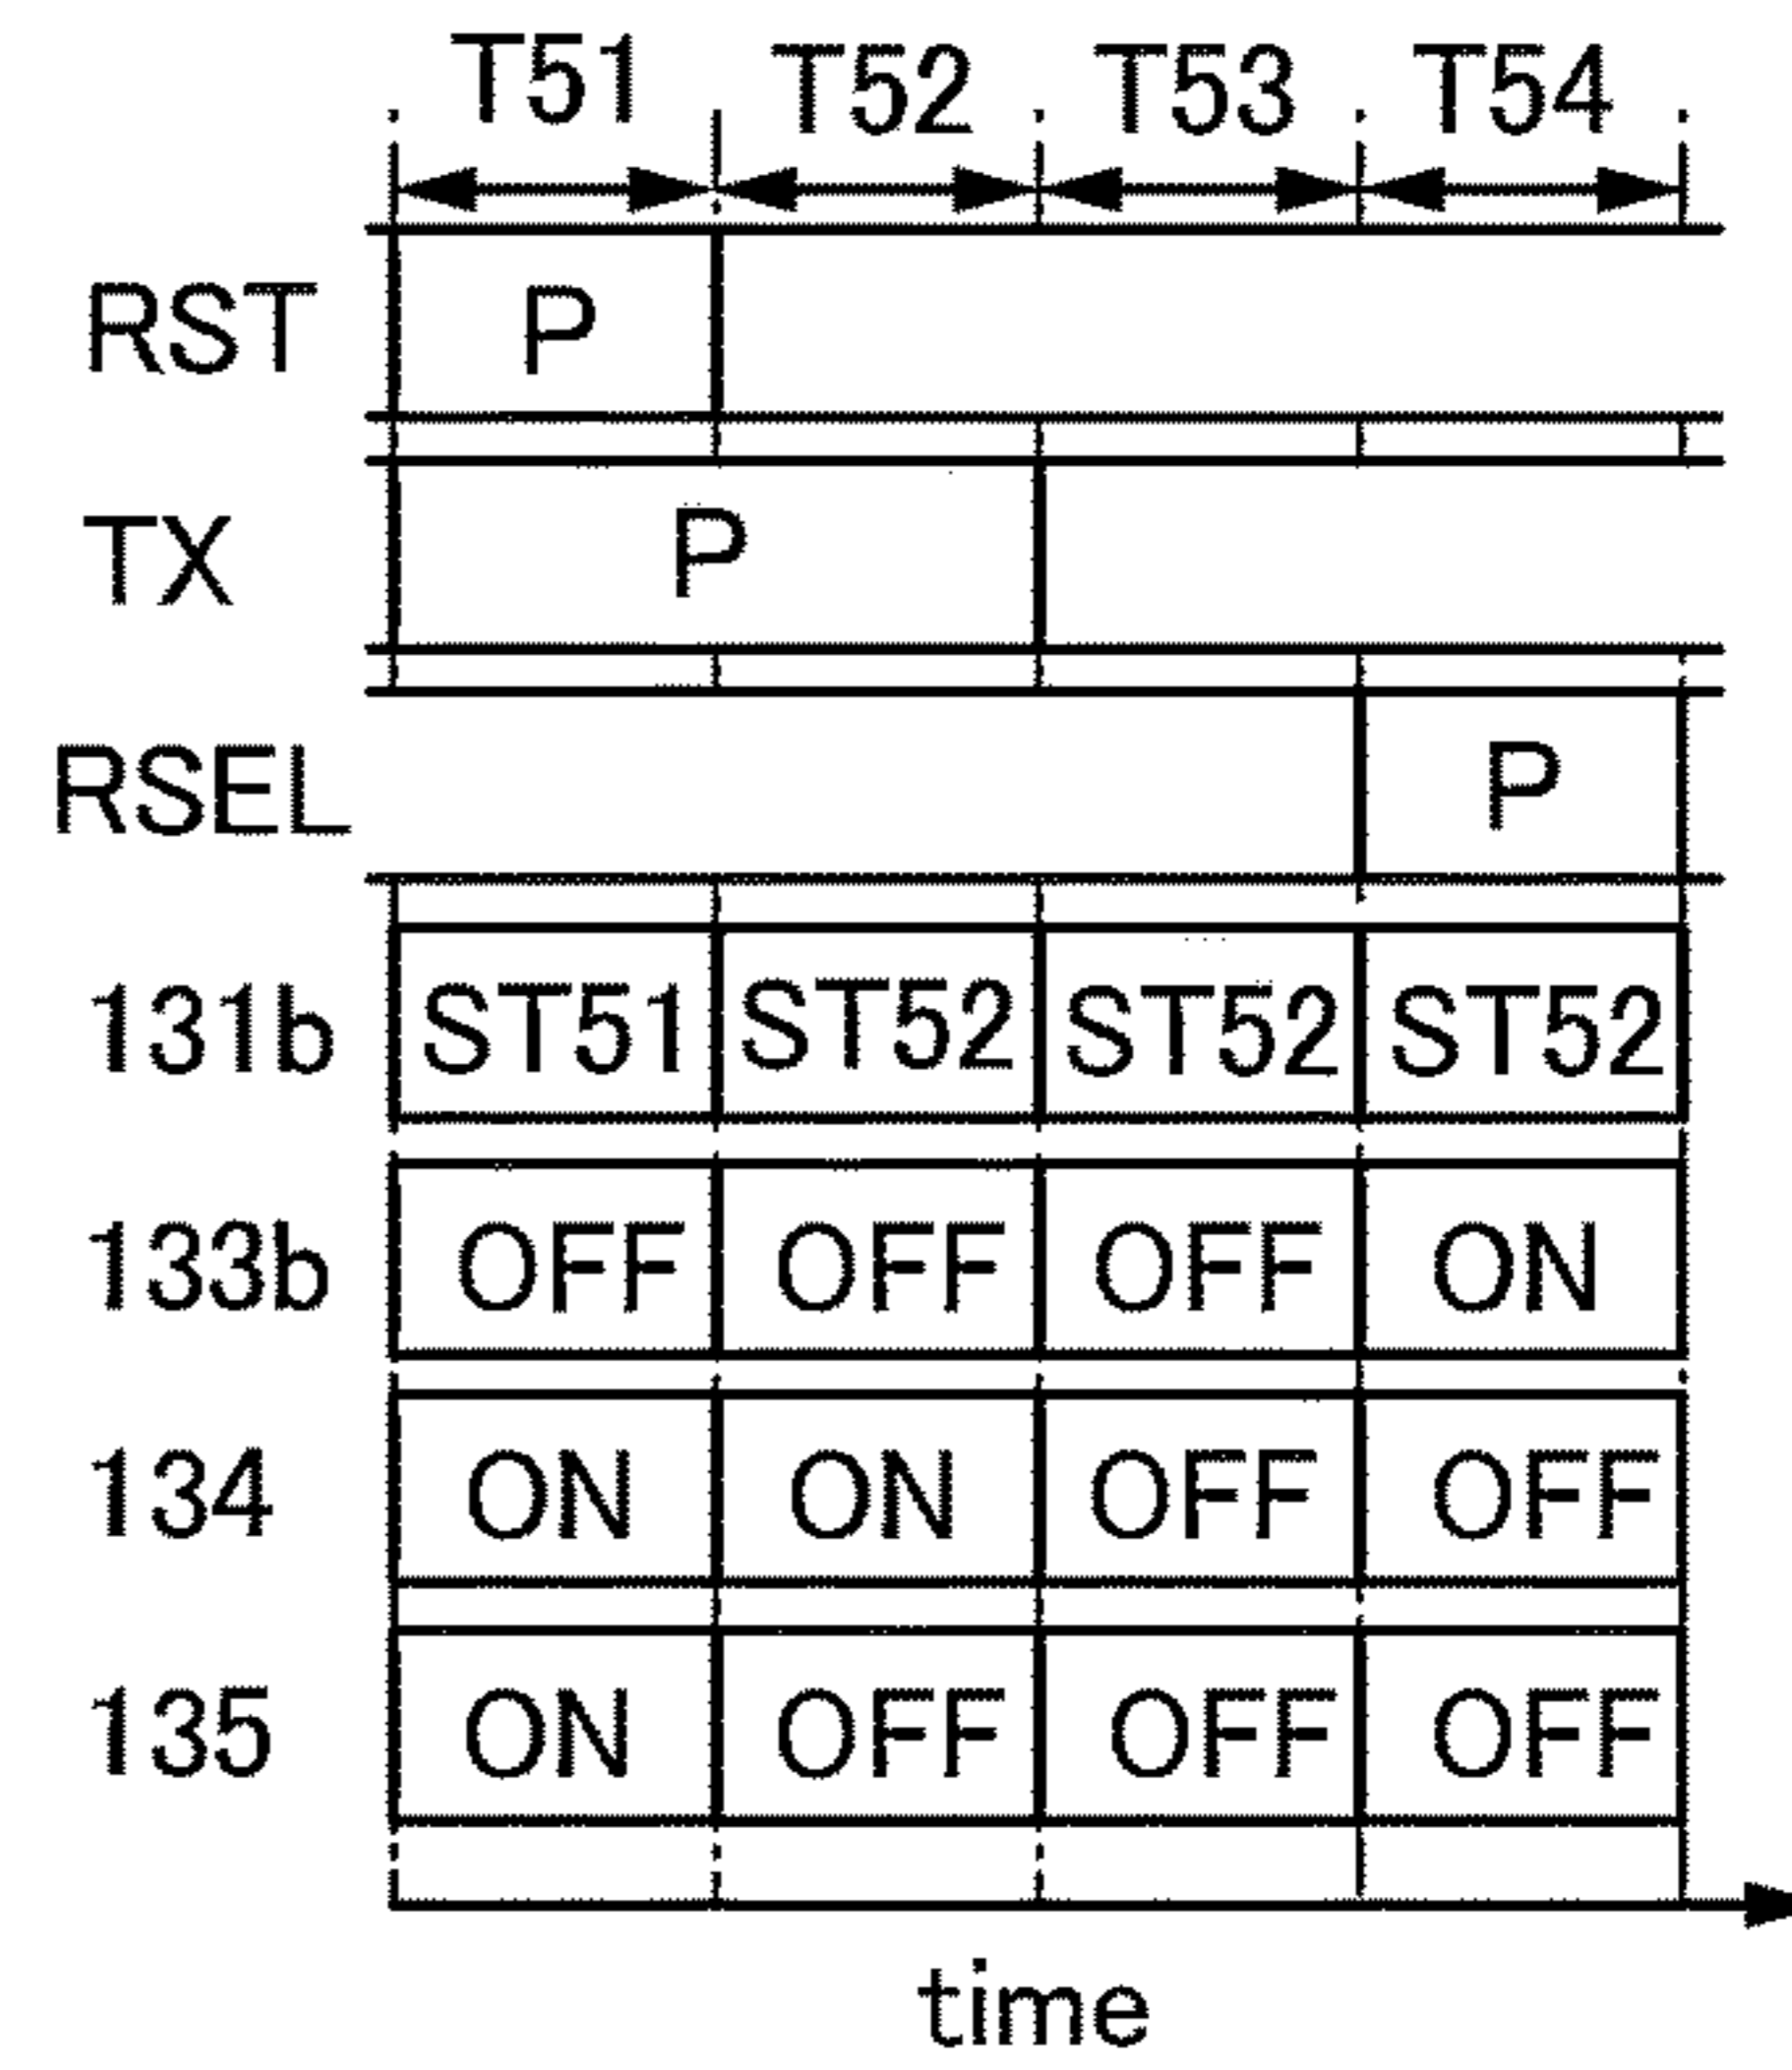 T51 T52 T53 T54
RST P
TX P
RSEL P
131b ST51 ST52 ST52 ST52
133b OFF OFF OFF ON
134 ON ON OFF OFF
135 ON OFF OFF OFF
time